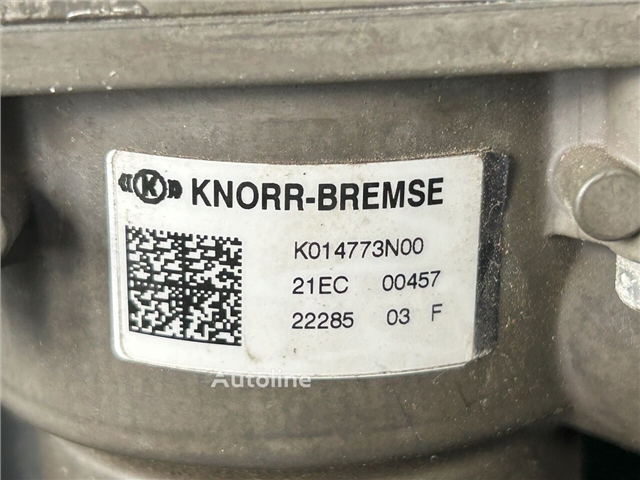 K KNORR-BREMSE
K014773N00
21EC 00457
22285 03 F
Autoline